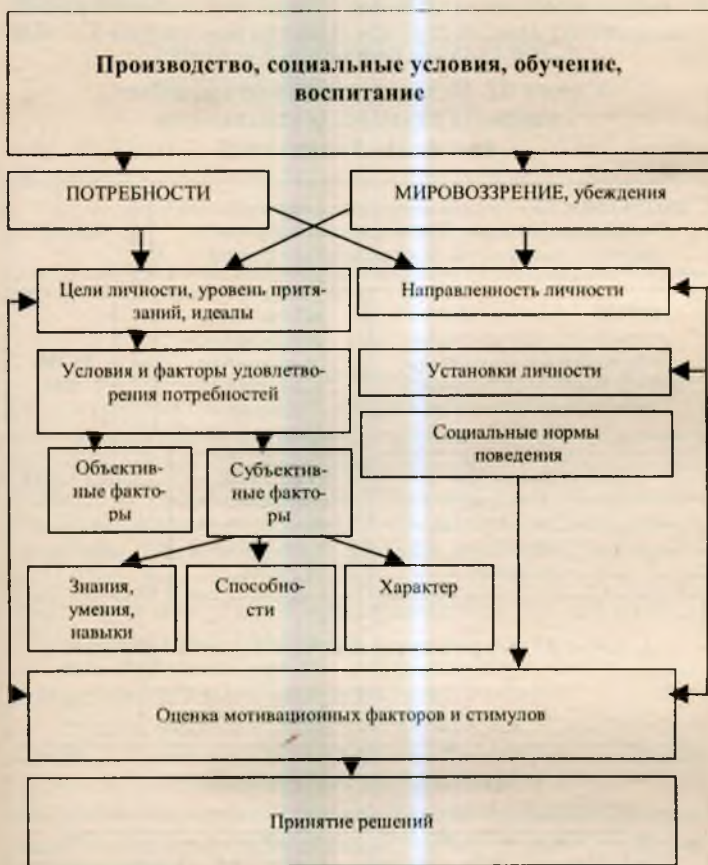 Производство, социальные условия, обучение,
воспитание
ПОТРЕБНОСТИ
МИРОВОЗЗРЕНИЕ, убеждения
Цели личности, уровень притя-
заний, идеалы
Направленность личности
Условия и факторы удовлетво-
рения потребностей
Установки личности
Социальные нормы
поведения
Объектив-
ные факто-
ры
Субъектив-
ные факто-
ры
Знания,
умения,
навыки
Способно-
сти
Характер
Оценка мотивационных факторов и стимулов
Принятие решений